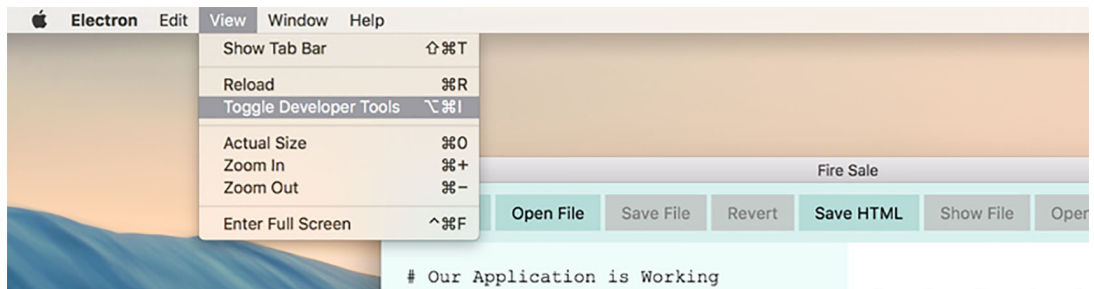 Electron Edit View Window Help
Show Tab Bar ⇧⌘T
Reload ⌘R
Toggle Developer Tools ⌥⌘I
Actual Size ⌘0
Zoom In ⌘+
Zoom Out ⌘−
Enter Full Screen ^⌘F
Fire Sale
Open File Save File Revert Save HTML Show File Oper
# Our Application is Working